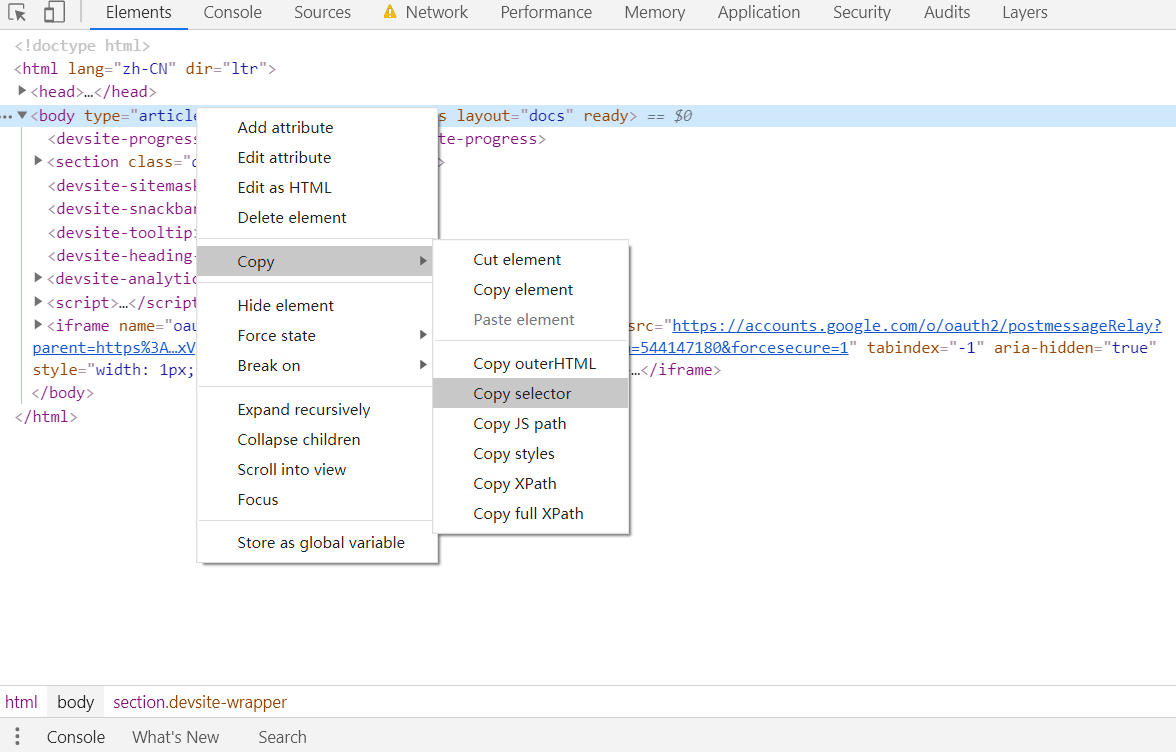 Elements Console Sources Network Performance Memory Application Security Audits Layers
<!doctype html>
<html lang="zh-CN" dir="ltr">
<head>…</head>
<body type="article s layout="docs" ready> == $0
<devsite-progress te-progress>
<section class="d >
<devsite-sitemask
<devsite-snackbar
<devsite-tooltip>
<devsite-heading-
<devsite-analytic
<script>…</script
<iframe name="oau src="https://accounts.google.com/o/oauth2/postmessageRelay?
parent=https%3A…xV =544147180&forcesecure=1" tabindex="-1" aria-hidden="true"
style="width: 1px; …</iframe>
</body>
</html>
Add attribute
Edit attribute
Edit as HTML
Delete element
Copy
Hide element
Force state
Break on
Expand recursively
Collapse children
Scroll into view
Focus
Store as global variable
Cut element
Copy element
Paste element
Copy outerHTML
Copy selector
Copy JS path
Copy styles
Copy XPath
Copy full XPath
html body section.devsite-wrapper
Console What's New Search